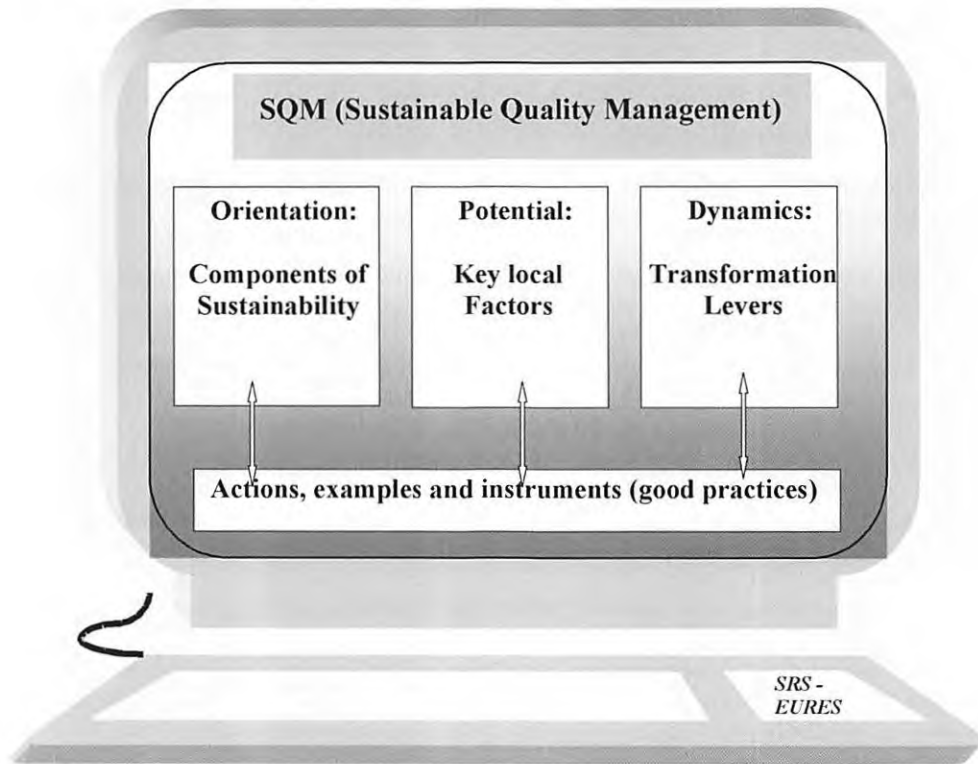 SQM (Sustainable Quality Management)
Orientation:
Components of
Sustainability
Potential:
Key local
Factors
Dynamics:
Transformation
Levers
Actions, examples and instruments (good practices)
SRS -
EURES